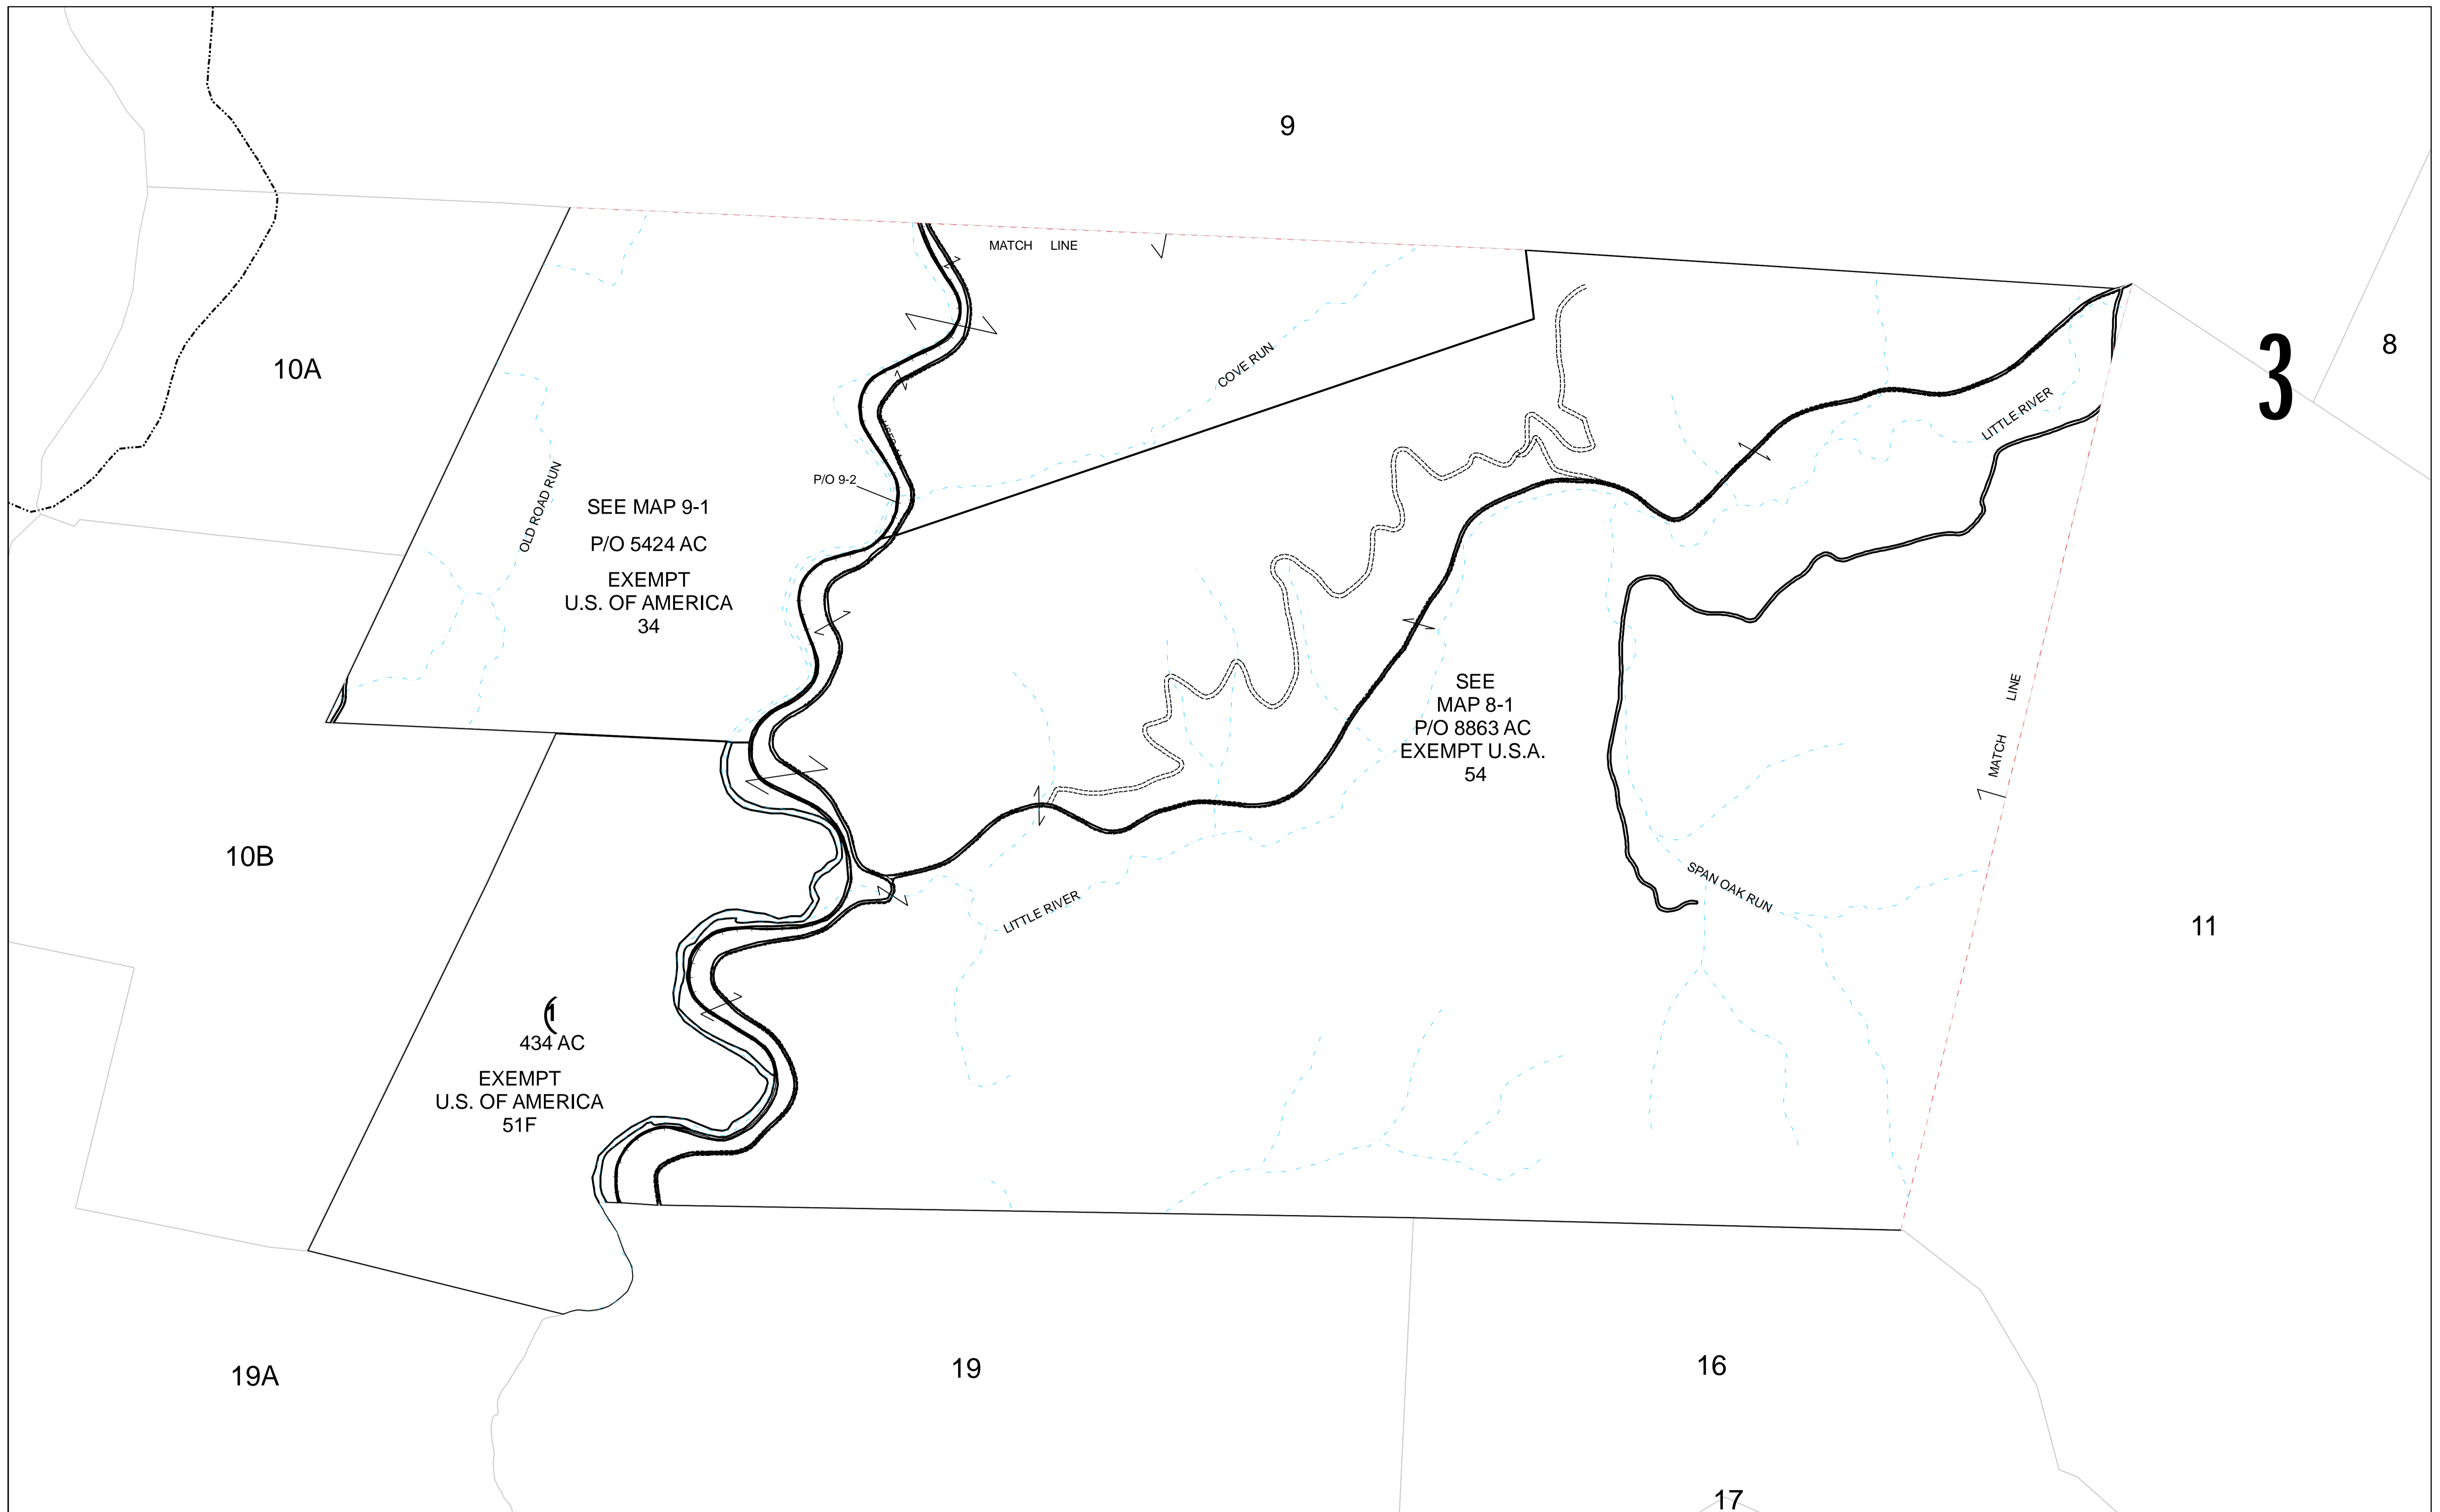 9
MATCH LINE
10A
3
8
COVE RUN
LITTLE RIVER
P/O 9-2
OLD ROAD RUN
SEE MAP 9-1
P/O 5424 AC
EXEMPT
U.S. OF AMERICA
34
SEE
MAP 8-1
P/O 8863 AC
EXEMPT U.S.A.
54
MATCH LINE
10B
SPAN OAK RUN
LITTLE RIVER
11
1
434 AC
EXEMPT
U.S. OF AMERICA
51F
19A
19
16
17